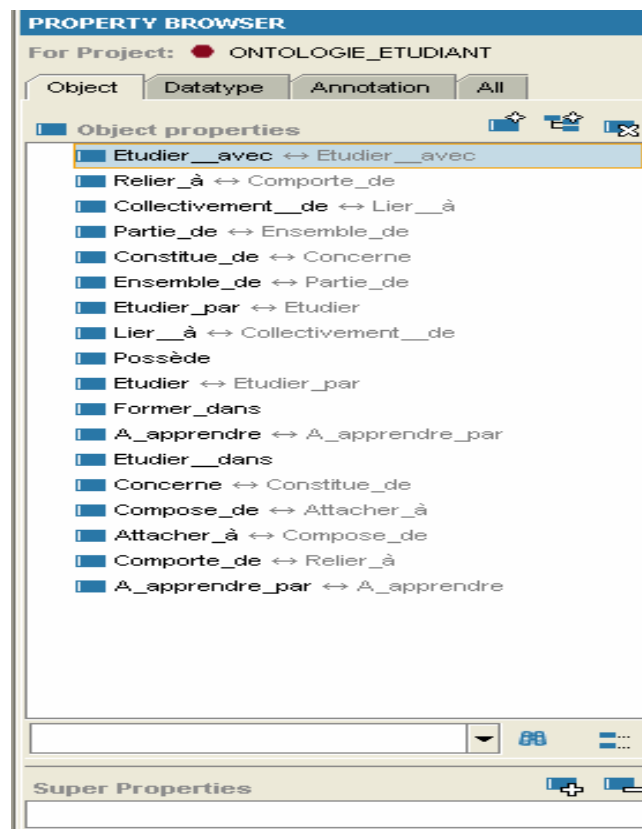 PROPERTY BROWSER
For Project: ONTOLOGIE_ETUDIANT
Object Datatype Annotation All
Object properties
Etudier__avec ↔ Etudier__avec
Relier_à ↔ Comporte_de
Collectivement__de ↔ Lier__à
Partie_de ↔ Ensemble_de
Constitue_de ↔ Concerne
Ensemble_de ↔ Partie_de
Etudier_par ↔ Etudier
Lier__à ↔ Collectivement__de
Possède
Etudier ↔ Etudier_par
Former_dans
A_apprendre ↔ A_apprendre_par
Etudier__dans
Concerne ↔ Constitue_de
Compose_de ↔ Attacher_à
Attacher_à ↔ Compose_de
Comporte_de ↔ Relier_à
A_apprendre_par ↔ A_apprendre
Super Properties